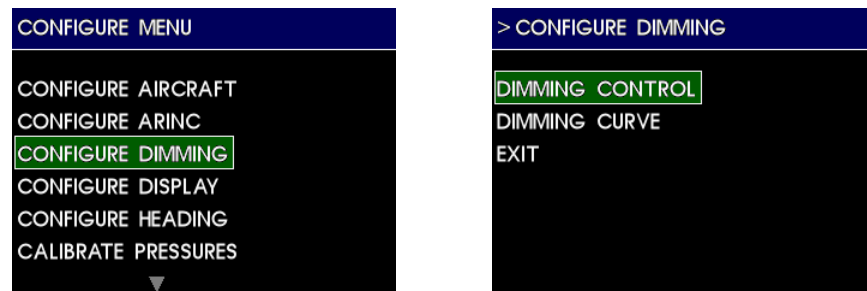 CONFIGURE MENU
CONFIGURE AIRCRAFT
CONFIGURE ARINC
CONFIGURE DIMMING
CONFIGURE DISPLAY
CONFIGURE HEADING
CALIBRATE PRESSURES
> CONFIGURE DIMMING
DIMMING CONTROL
DIMMING CURVE
EXIT